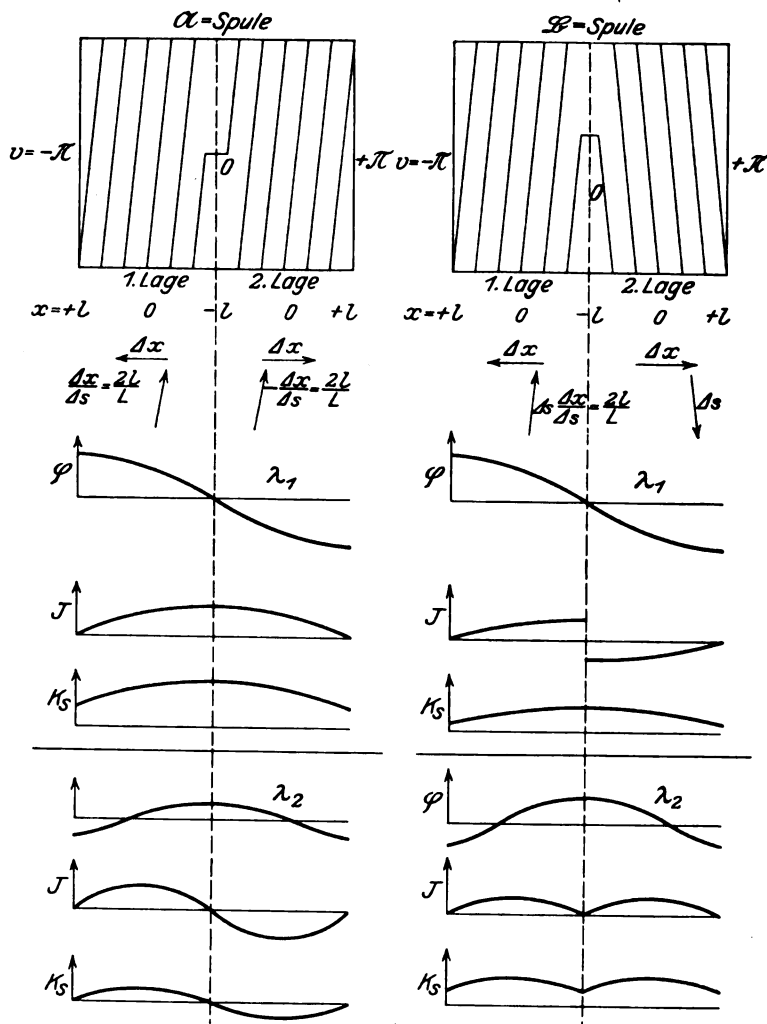 α=Spule
ℒ=Spule
v=-π
0
+π
v=-π
0
+π
1.Lage
2.Lage
1.Lage
2.Lage
x=+l
0
-l
0
+l
x=+l
0
-l
0
+l
Δx
Δx
Δx
Δx
Δx/Δs=2l/L
-Δx/Δs=2l/L
Δs
Δx/Δs=2l/L
Δs
φ
λ₁
φ
λ₁
J
J
Ks
Ks
λ₂
φ
λ₂
J
J
Ks
Ks